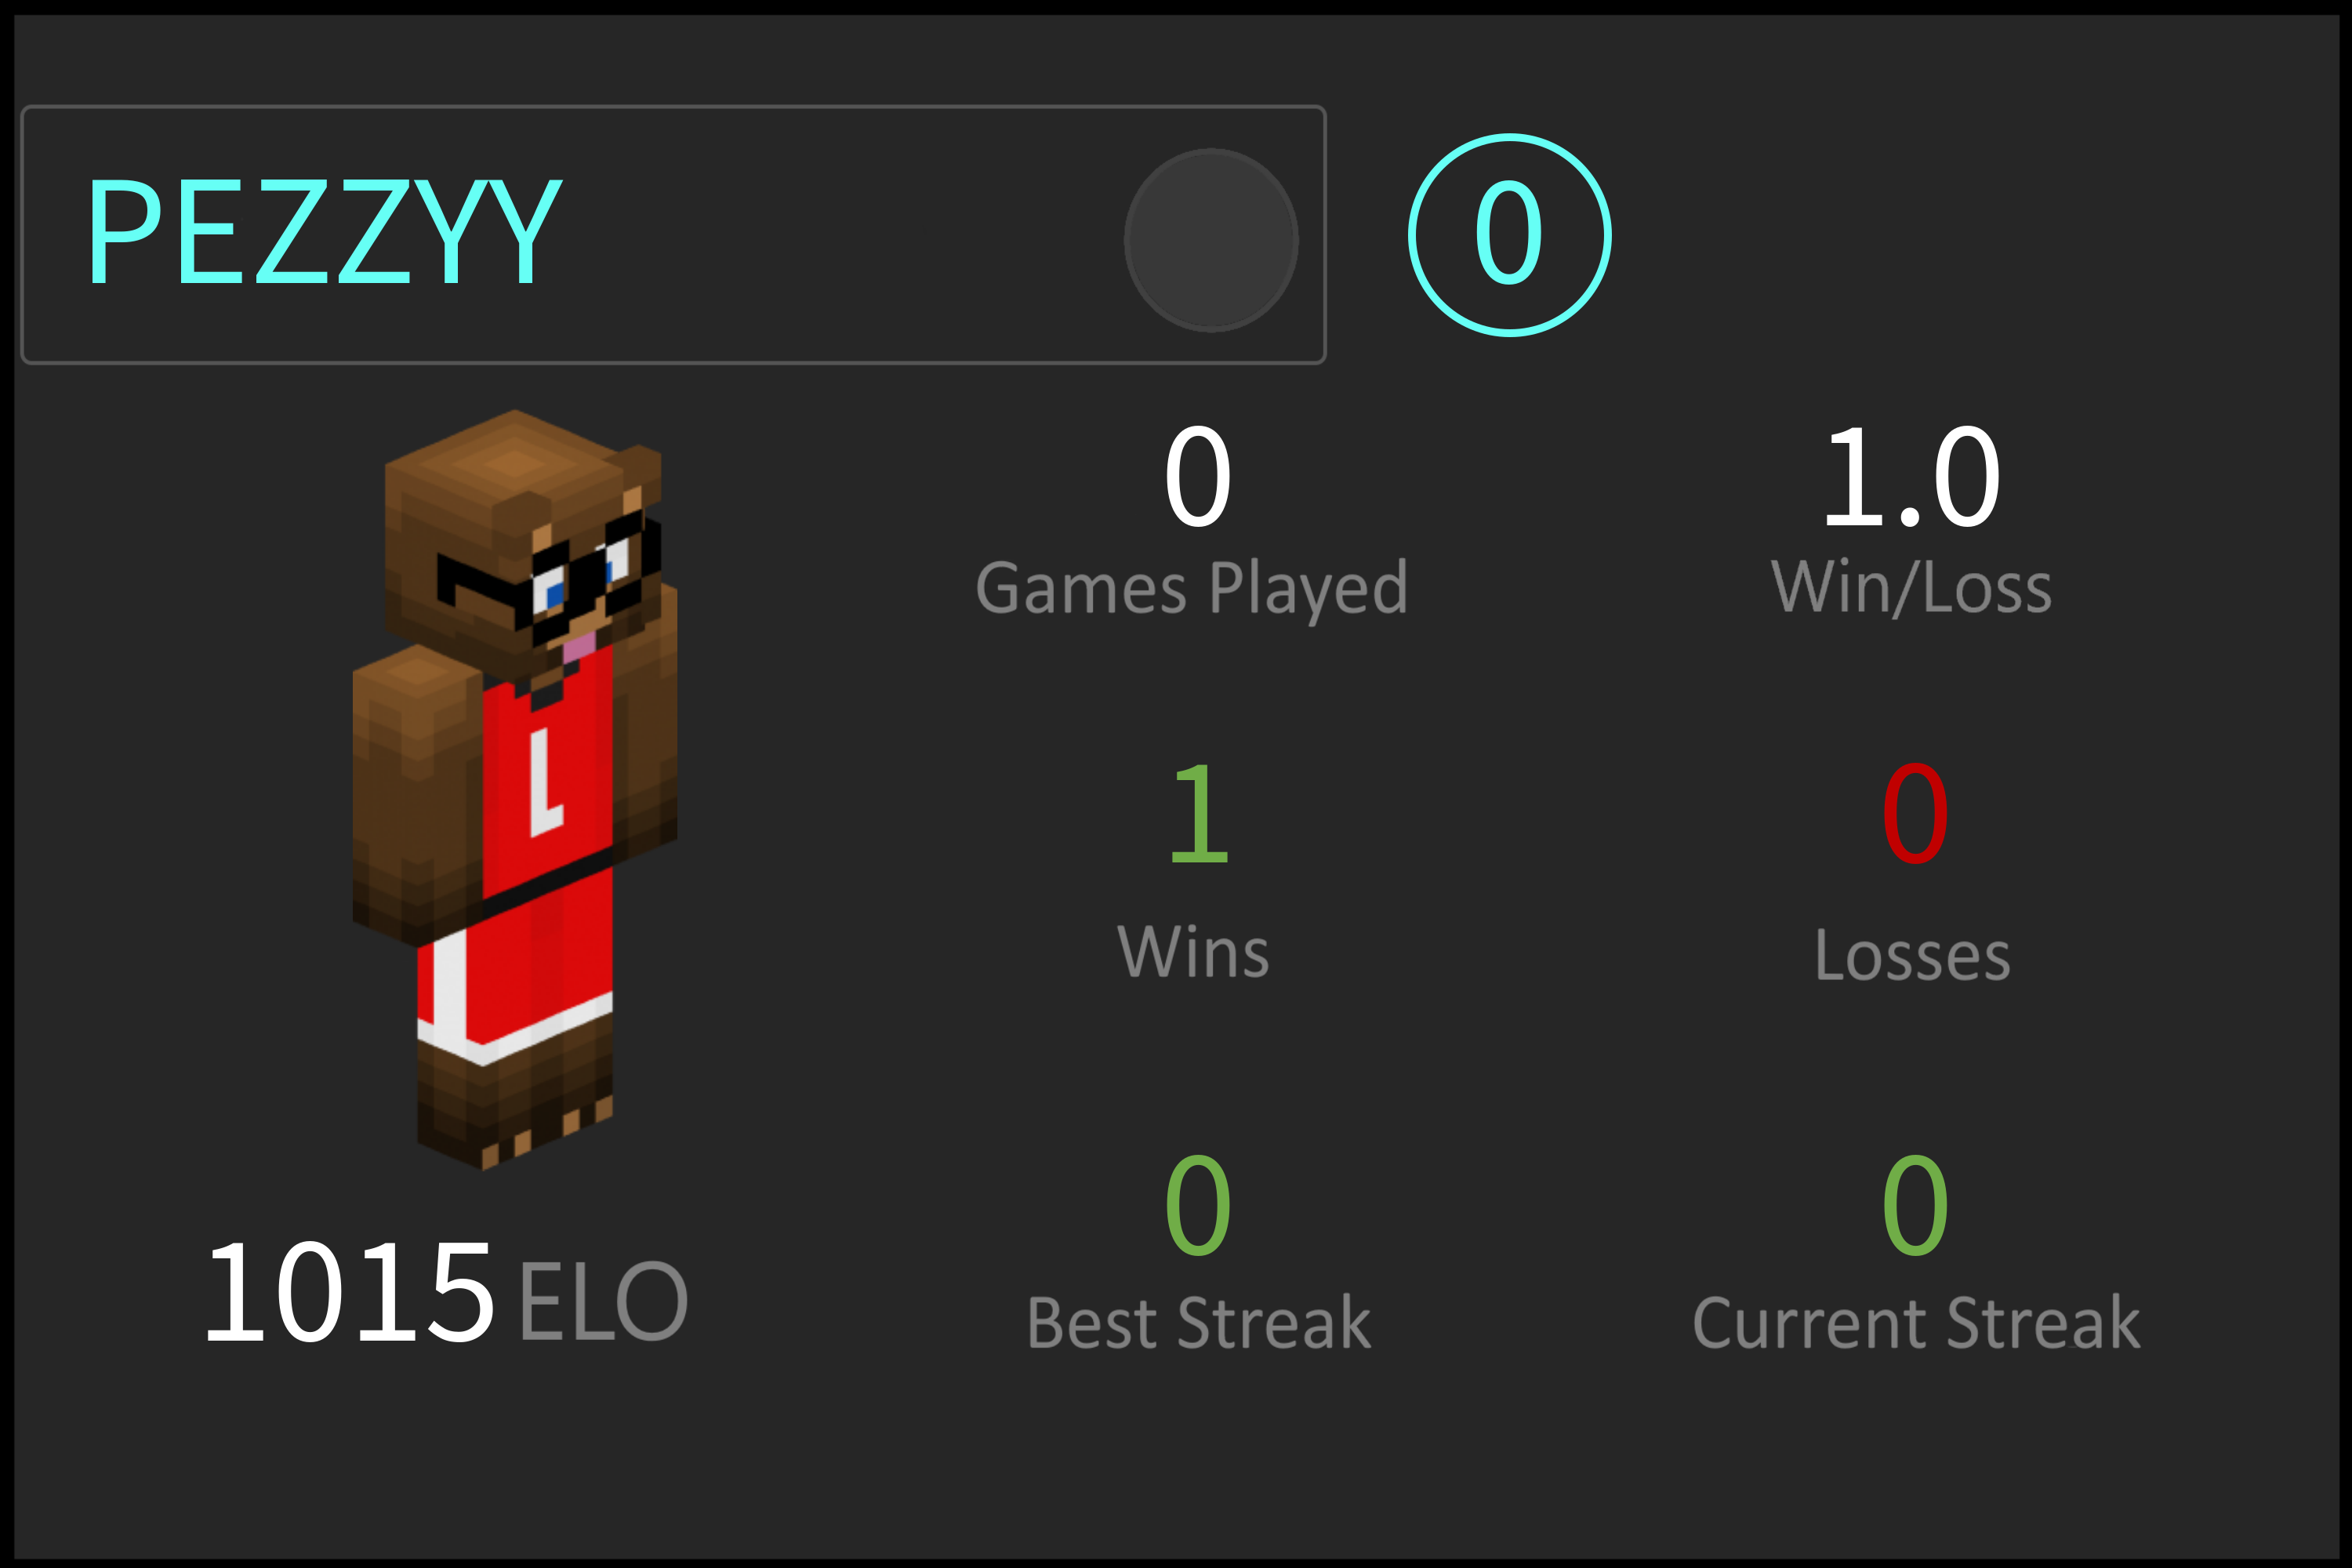 PEZZYY 0
0 1.0
Games Played Win/Loss
L
1 0
Wins Losses
0 0
1015 ELO Best Streak Current Streak